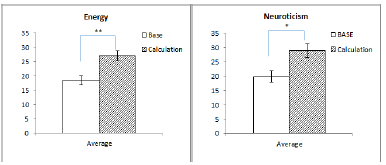 Energy
**
Base
Calculation
35
30
25
20
15
10
5
0
Average
Neuroticism
*
BASE
Calculation
35
30
25
20
15
10
5
0
Average